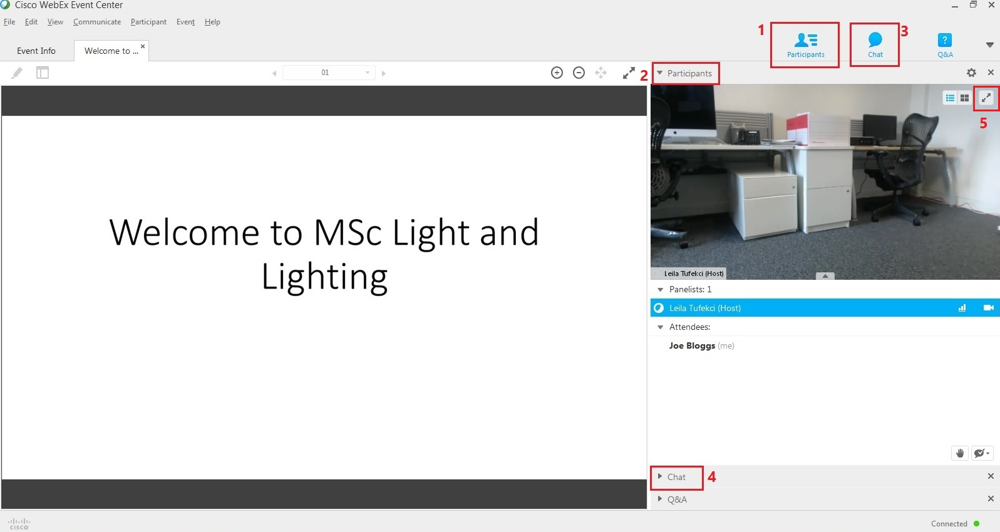 Cisco WebEx Event Center
File Edit View Communicate Participant Event Help
1
3
Participants
Chat
?
Q&A
Event Info
Welcome to ...
01
2
Participants
5
Welcome to MSc Light and
Lighting
Leila Tufekci (Host)
Panelists: 1
Leila Tufekci (Host)
Attendees:
Joe Bloggs (me)
Chat
4
Q&A
CISCO
Connected